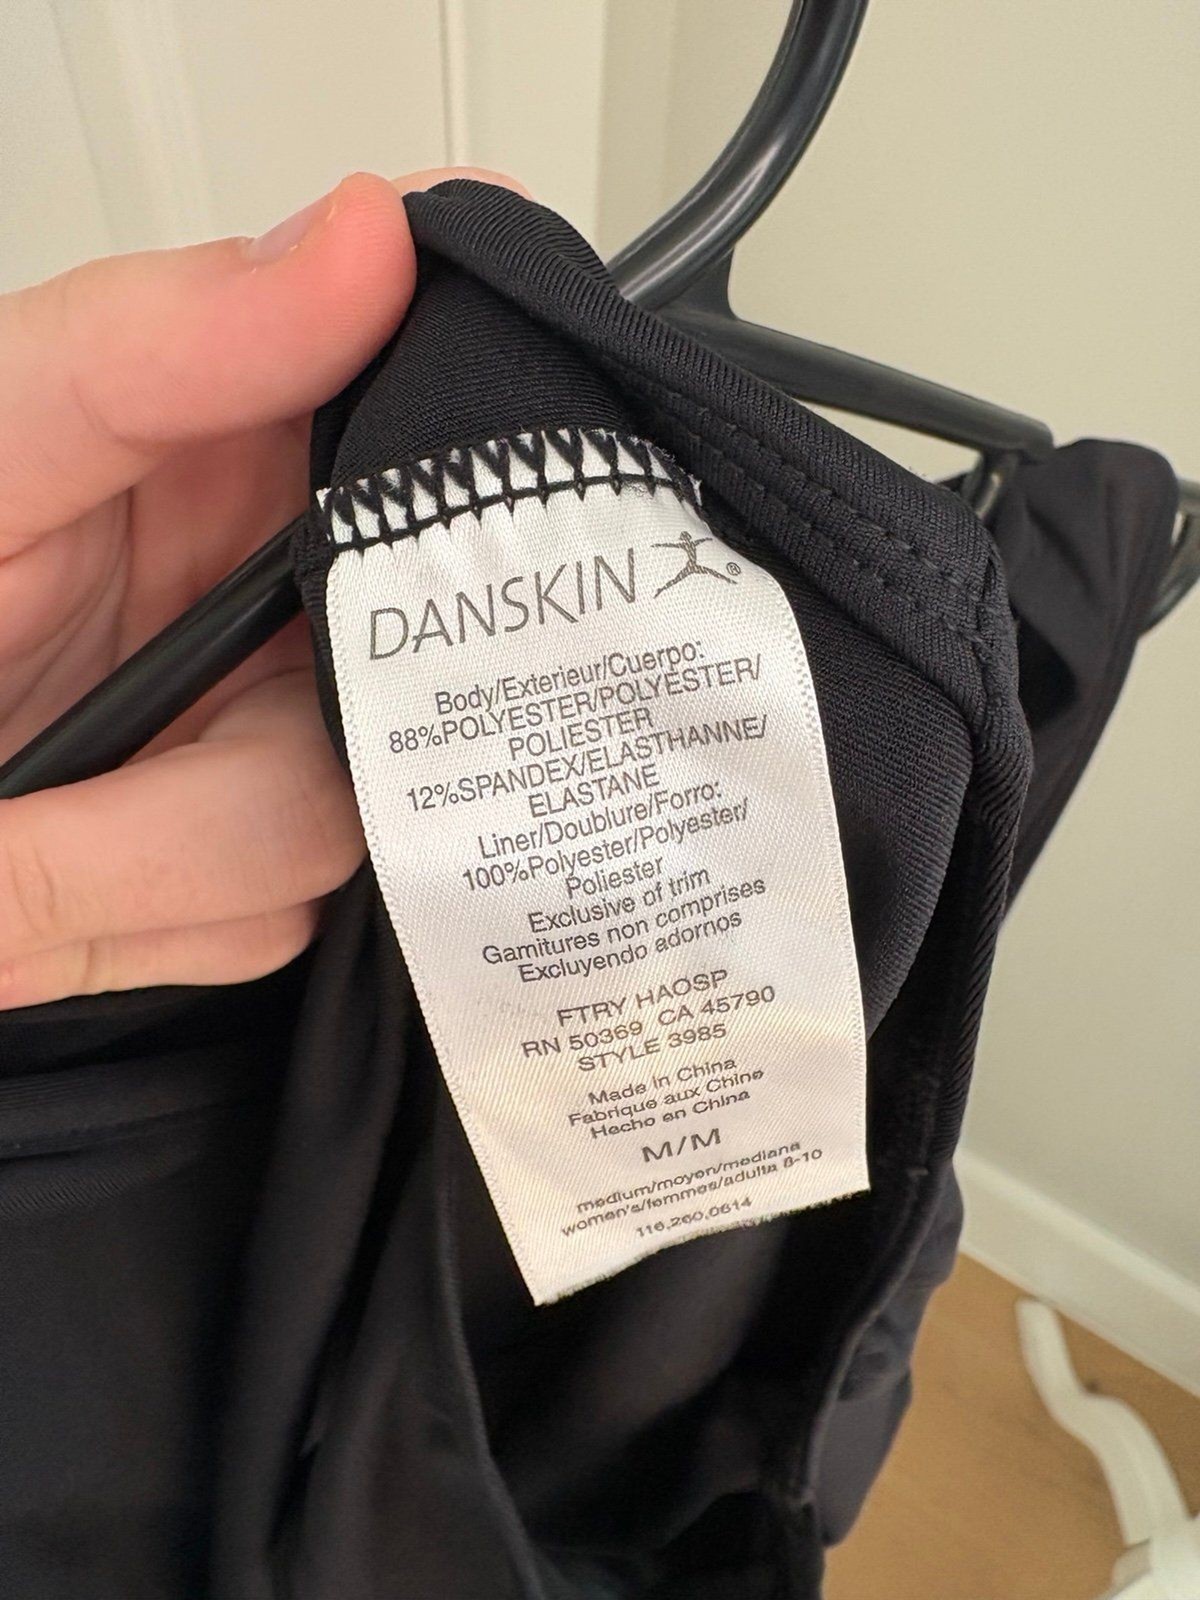 DANSKIN ®
Body/Exterieur/Cuerpo:
88%POLYESTER/POLYESTER/
POLIESTER
12%SPANDEX/ELASTHANNE/
ELASTANE
Liner/Doublure/Forro:
100%Polyester/Polyester/
Poliester
Exclusive of trim
Garnitures non comprises
Excluyendo adornos
FTRY HAOSP
RN 50369 CA 45790
STYLE 3985
Made in China
Fabrique aux Chine
Hecho en China
M/M
medium/moyen/mediana
women's/femmes/adulta 8-10
116,260,0614